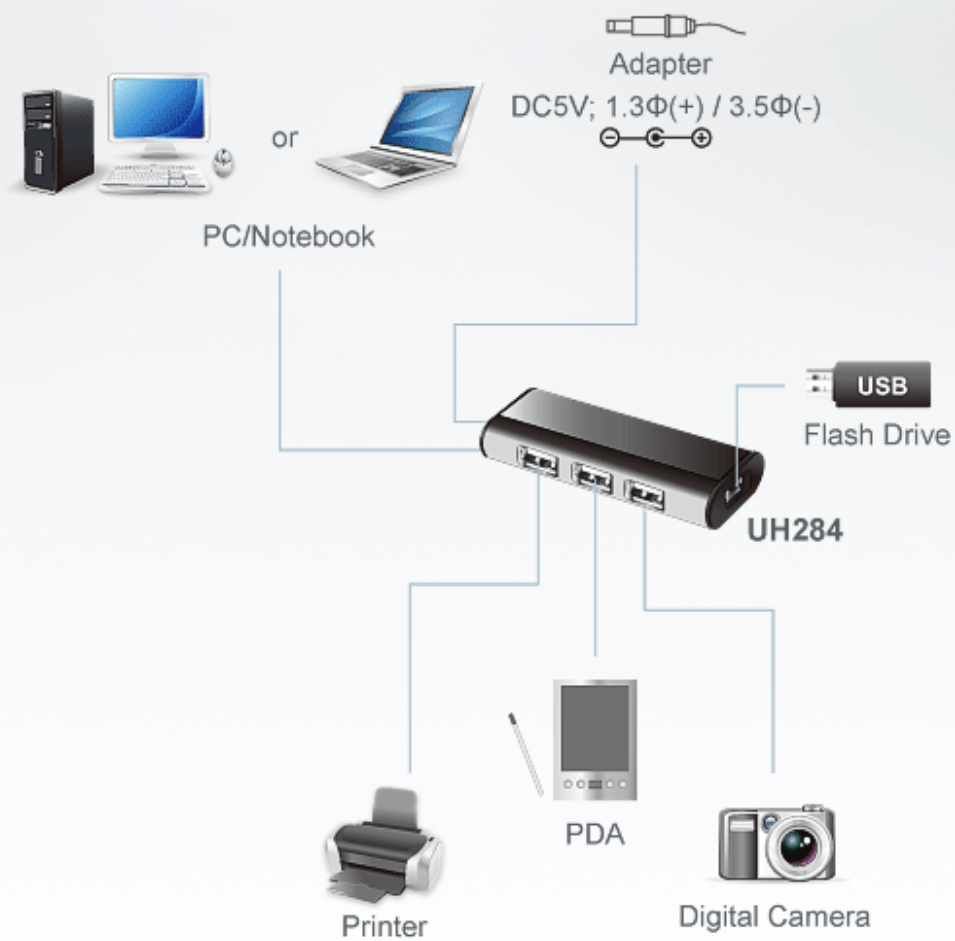 Adapter
DC5V; 1.3Φ(+) / 3.5Φ(-)
or
PC/Notebook
USB
Flash Drive
UH284
PDA
Printer
Digital Camera